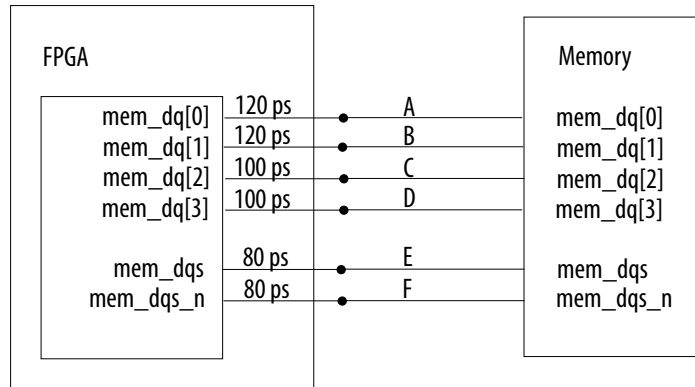 FPGA
Memory
mem_dq[0] 120 ps A mem_dq[0]
mem_dq[1] 120 ps B mem_dq[1]
mem_dq[2] 100 ps C mem_dq[2]
mem_dq[3] 100 ps D mem_dq[3]
mem_dqs 80 ps E mem_dqs
mem_dqs_n 80 ps F mem_dqs_n